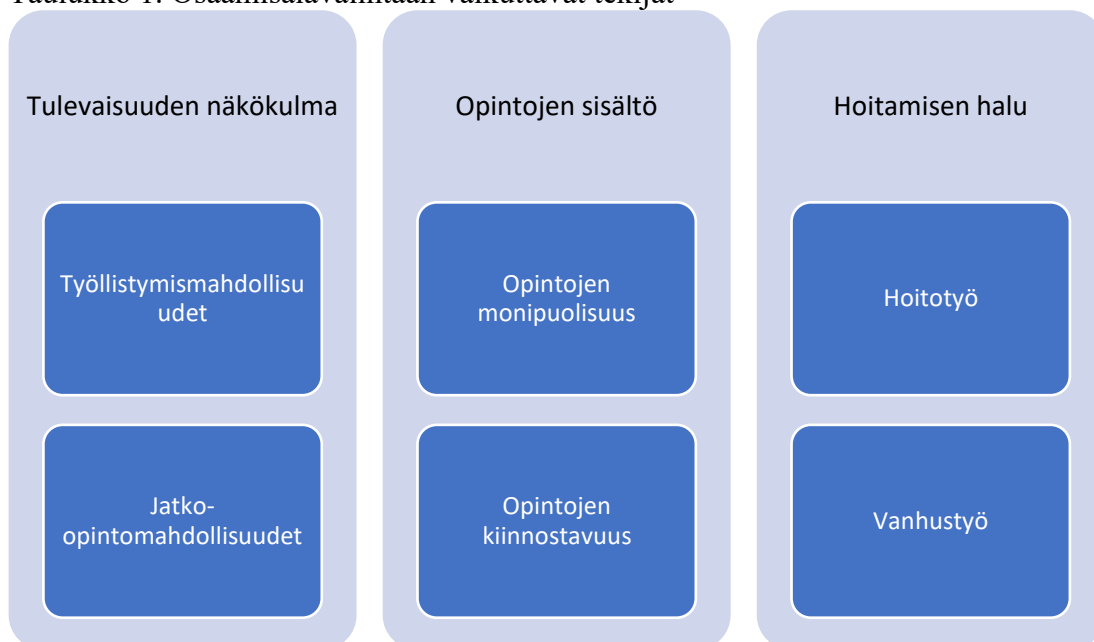 Taulukko 1. Osaamisalavalintaan vaikuttavat tekijät
Tulevaisuuden näkökulma
Työllistymismahdollisu
udet
Jatko-
opintomahdollisuudet
Opintojen sisältö
Opintojen
monipuolisuus
Opintojen
kiinnostavuus
Hoitamisen halu
Hoitotyö
Vanhustyö